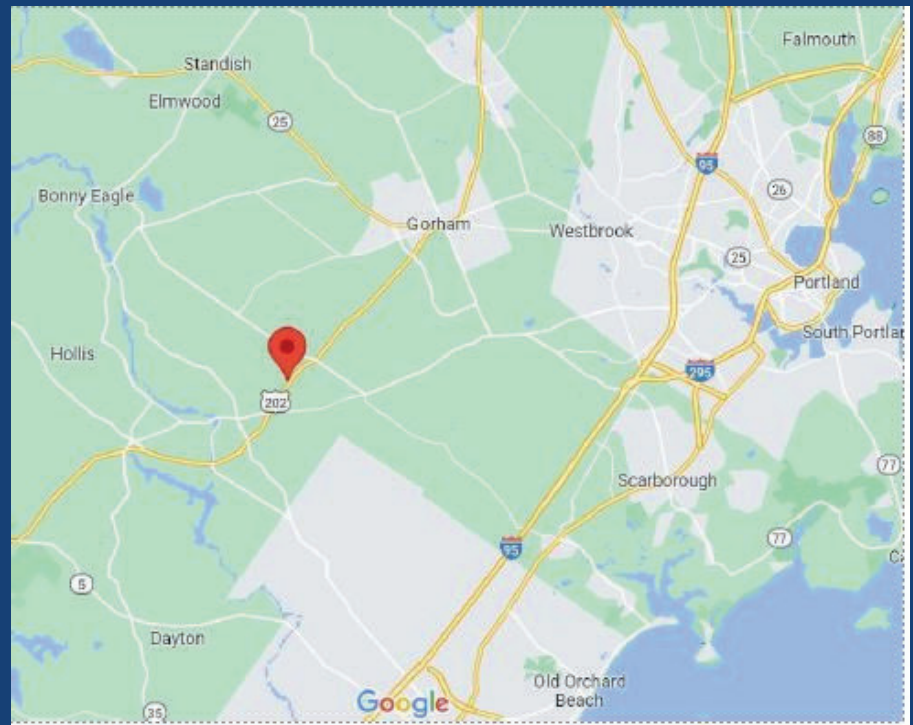 Falmouth
Standish
Elmwood
25
88
95
26
Bonny Eagle
Gorham
Westbrook
25
Portland
South Portlar
Hollis
295
202
Scarborough
77
77
95
C
5
Dayton
Old Orchard
Beach
Google
35